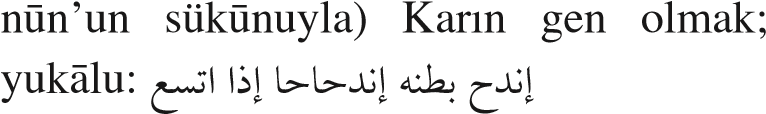 nūn’un sükūnuyla) Karın gen olmak;
yukālu: إندح بطنه إندحاحا إذا اتسع